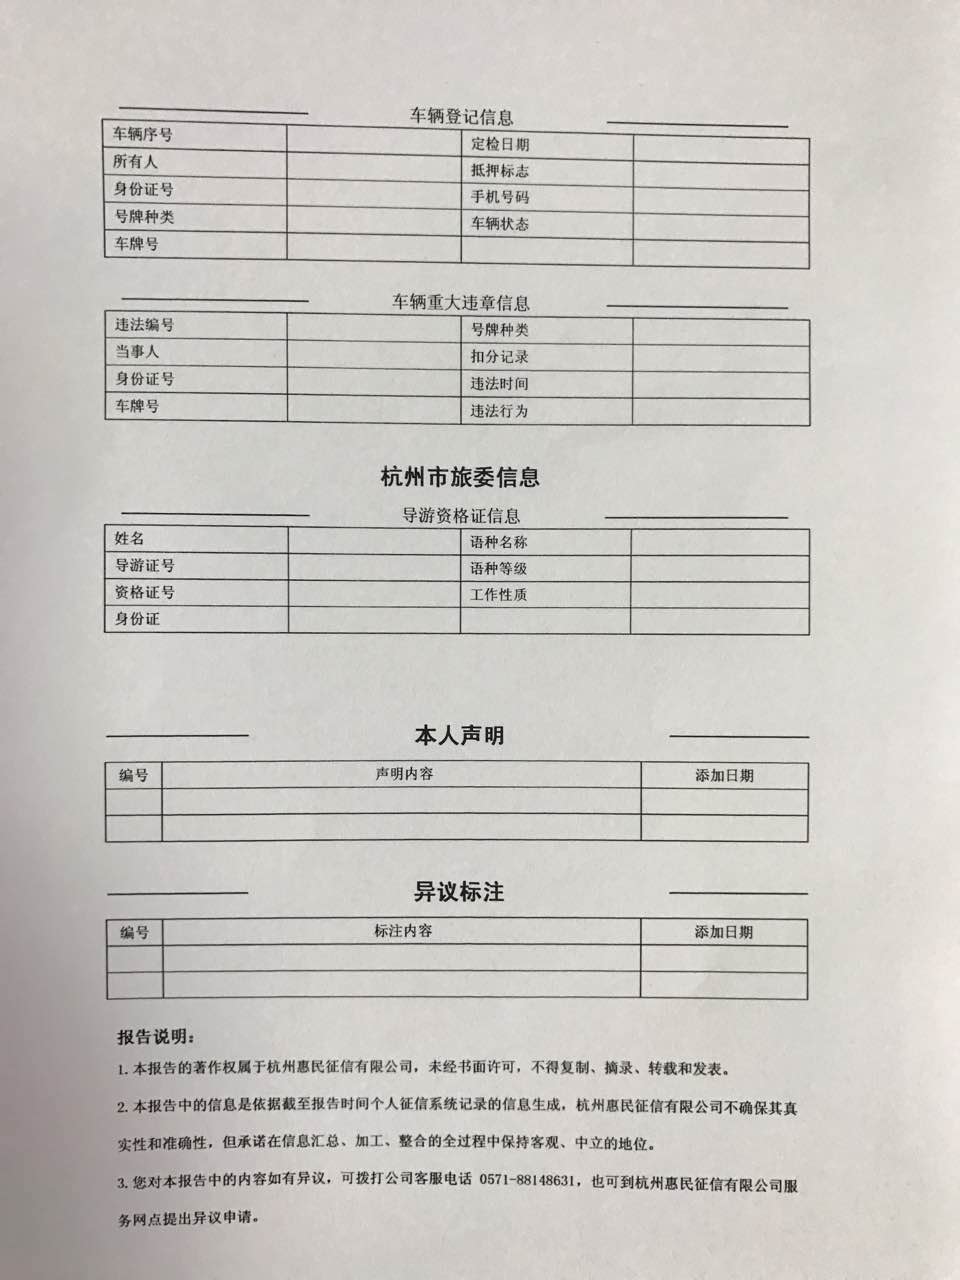 车辆登记信息
车辆序号 定检日期
所有人 抵押标志
身份证号 手机号码
号牌种类 车辆状态
车牌号
车辆重大违章信息
违法编号 号牌种类
当事人 扣分记录
身份证号 违法时间
车牌号 违法行为
杭州市旅委信息
导游资格证信息
姓名 语种名称
导游证号 语种等级
资格证号 工作性质
身份证
本人声明
编号 声明内容 添加日期
异议标注
编号 标注内容 添加日期
报告说明：
1. 本报告的著作权属于杭州惠民征信有限公司，未经书面许可，不得复制、摘录、转载和发表。
2. 本报告中的信息是依据截至报告时间个人征信系统记录的信息生成，杭州惠民征信有限公司不确保其真
实性和准确性，但承诺在信息汇总、加工、整合的全过程中保持客观、中立的地位。
3. 您对本报告中的内容如有异议，可拨打公司客服电话 0571-88148631，也可到杭州惠民征信有限公司服
务网点提出异议申请。